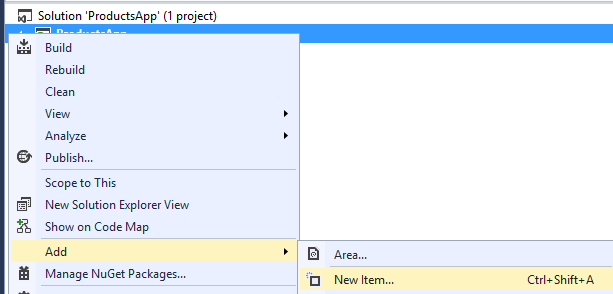 Solution 'ProductsApp' (1 project)
ProductsApp
Build
Rebuild
Clean
View
Analyze
Publish...
Scope to This
New Solution Explorer View
Show on Code Map
Add
Area...
Manage NuGet Packages...
New Item... Ctrl+Shift+A